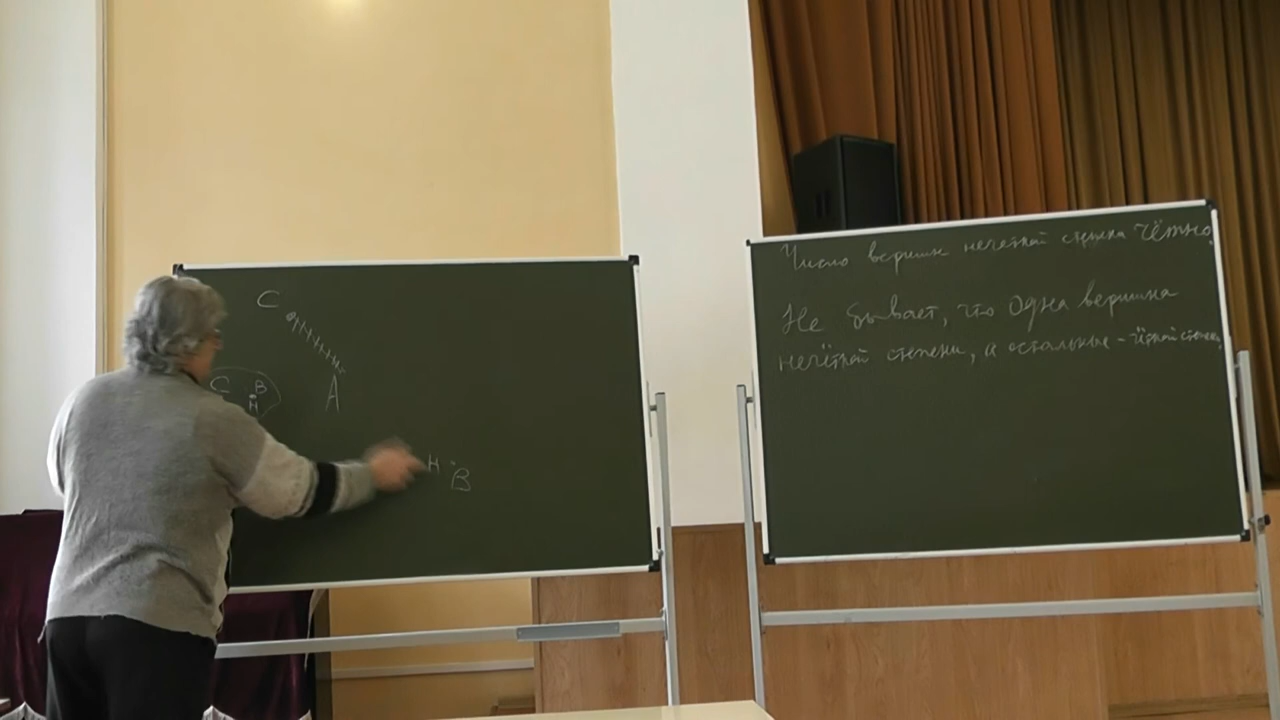 C
C B
н
A
н B
Число вершин нечётной степени чётно.
Не бывает, что одна вершина
нечётной степени, а остальные - чётной степени.